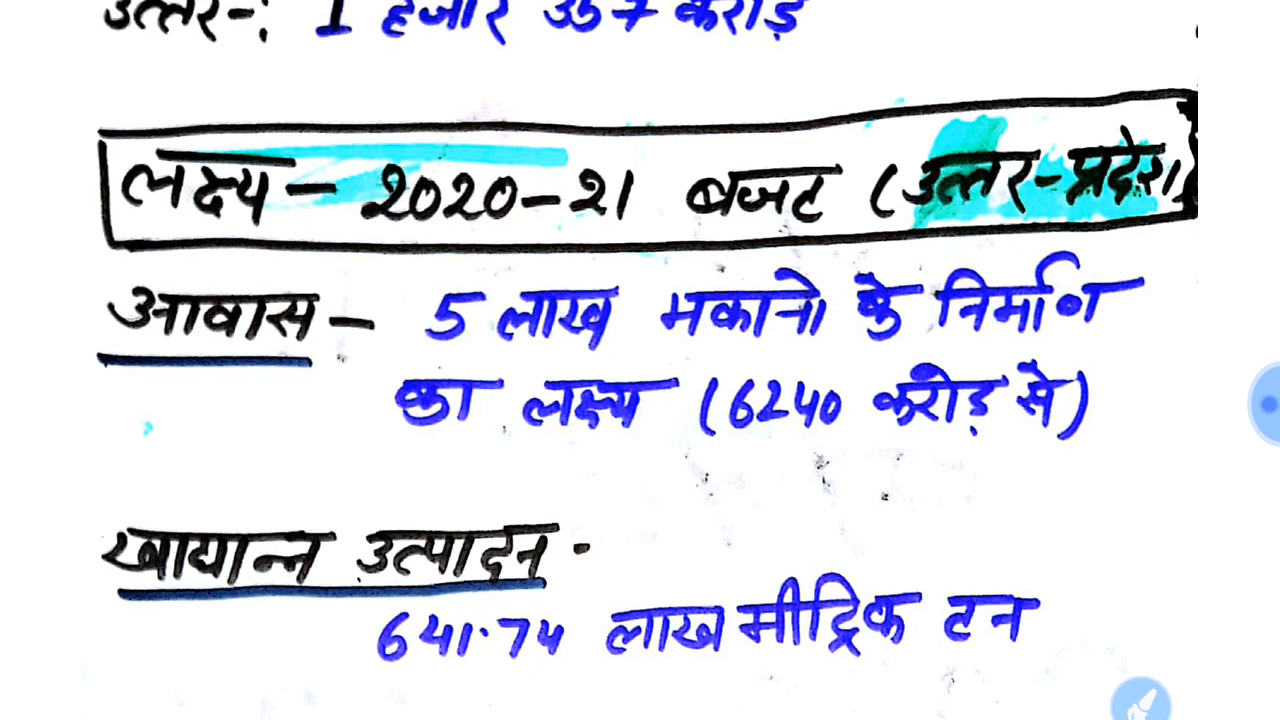 उत्तर-: 1 हजार 357 करोड़
लक्ष्य - 2020-21 बजट (उत्तर-प्रदेश)
आवास - 5 लाख मकानो के निर्माण
का लक्ष्य (6240 करोड़ से)
खाद्यान्न उत्पादन -
641.74 लाख मीट्रिक टन